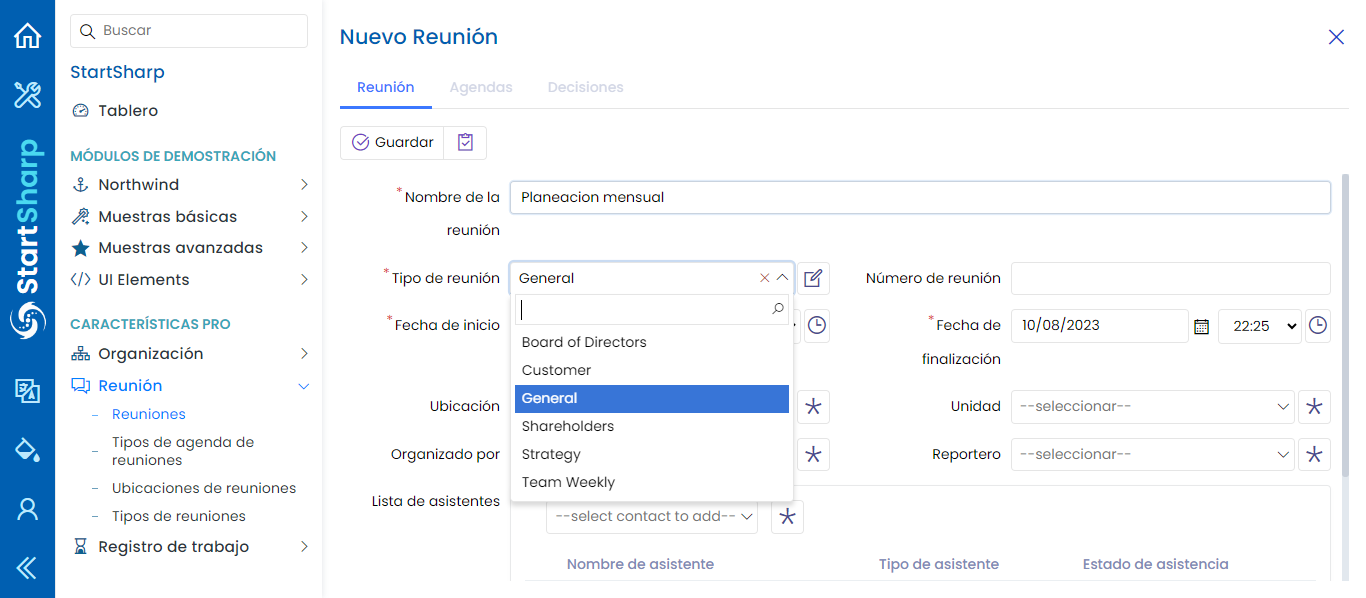 StartSharp
Buscar
StartSharp
Tablero
MÓDULOS DE DEMOSTRACIÓN
Northwind
Muestras básicas
Muestras avanzadas
UI Elements
CARACTERÍSTICAS PRO
Organización
Reunión
Reuniones
Tipos de agenda de
reuniones
Ubicaciones de reuniones
Tipos de reuniones
Registro de trabajo
Nuevo Reunión
Reunión Agendas Decisiones
Guardar
*Nombre de la
reunión
Planeacion mensual
*Tipo de reunión
General
Número de reunión
Board of Directors
Customer
General
Shareholders
Strategy
Team Weekly
*Fecha de inicio
*Fecha de
finalización
10/08/2023
22:25
Ubicación
Unidad
--seleccionar--
Organizado por
Reportero
--seleccionar--
Lista de asistentes
--select contact to add--
Nombre de asistente Tipo de asistente Estado de asistencia